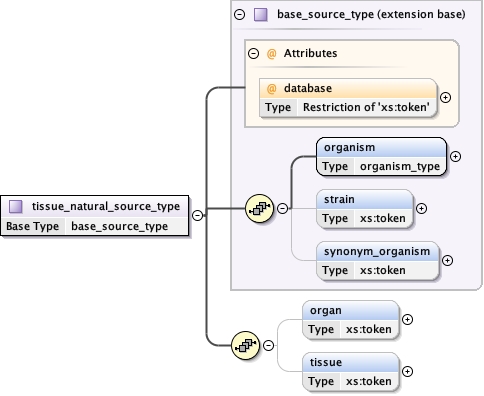 base_source_type (extension base)
@ Attributes
@ database
Type Restriction of 'xs:token'
organism
Type organism_type
tissue_natural_source_type
Base Type base_source_type
strain
Type xs:token
synonym_organism
Type xs:token
organ
Type xs:token
tissue
Type xs:token